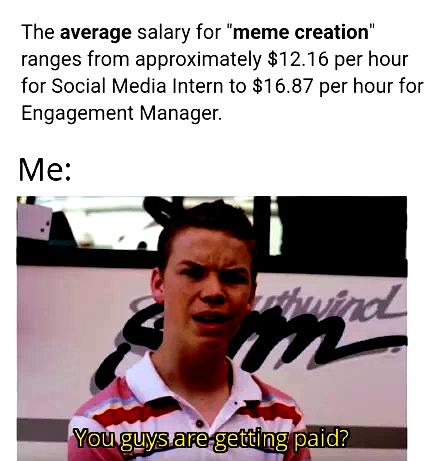 The average salary for "meme creation"
ranges from approximately $12.16 per hour
for Social Media Intern to $16.87 per hour for
Engagement Manager.
Me:
uthwind
You guys are getting paid?